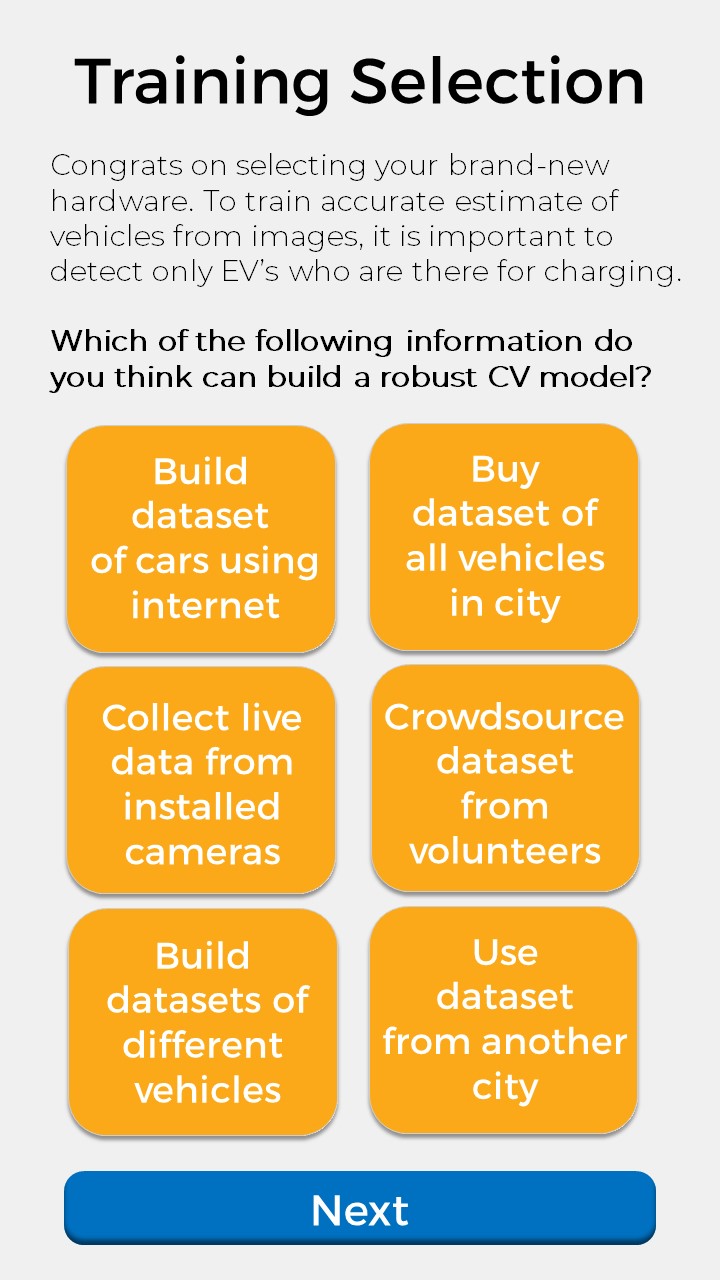 Training Selection
Congrats on selecting your brand-new
hardware. To train accurate estimate of
vehicles from images, it is important to
detect only EV's who are there for charging.
Which of the following information do
you think can build a robust CV model?
Build
dataset
of cars using
internet
Buy
dataset of
all vehicles
in city
Collect live
data from
installed
cameras
Crowdsource
dataset
from
volunteers
Build
datasets of
different
vehicles
Use
dataset
from another
city
Next